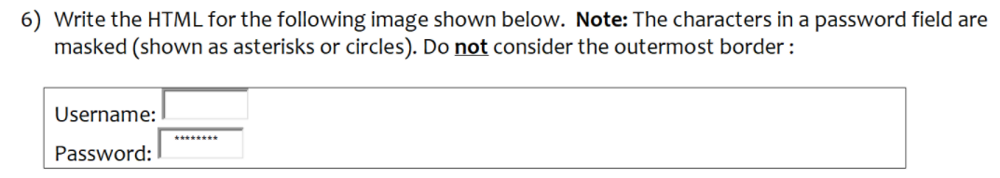 6) Write the HTML for the following image shown below. Note: The characters in a password field are
masked (shown as asterisks or circles). Do not consider the outermost border :
Username:
Password: ********